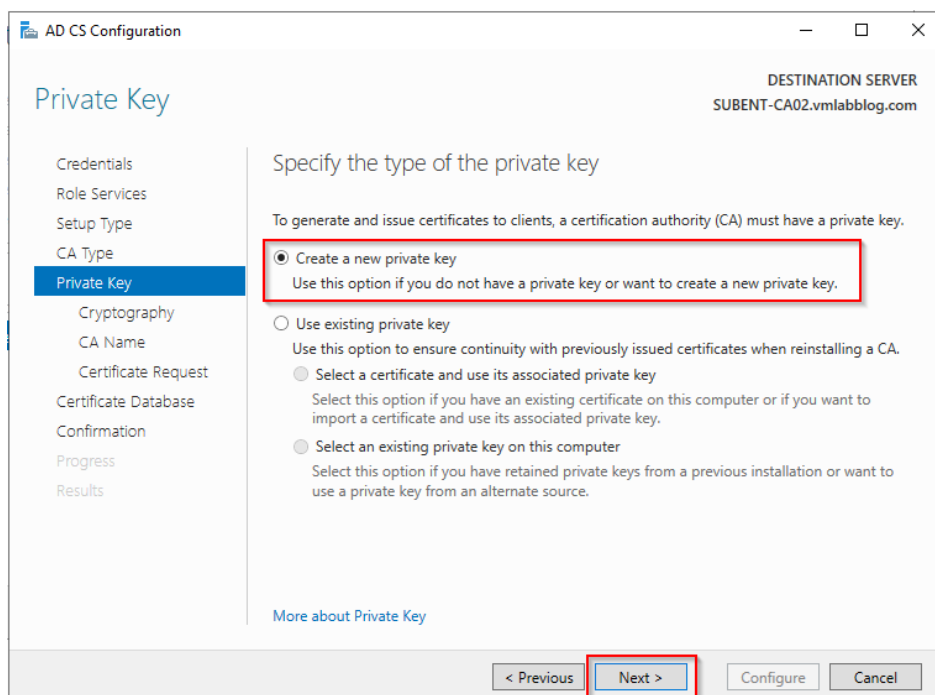 AD CS Configuration
DESTINATION SERVER
SUBENT-CA02.vmlabblog.com
Private Key
Credentials
Role Services
Setup Type
CA Type
Private Key
Cryptography
CA Name
Certificate Request
Certificate Database
Confirmation
Progress
Results
Specify the type of the private key
To generate and issue certificates to clients, a certification authority (CA) must have a private key.
Create a new private key
Use this option if you do not have a private key or want to create a new private key.
Use existing private key
Use this option to ensure continuity with previously issued certificates when reinstalling a CA.
Select a certificate and use its associated private key
Select this option if you have an existing certificate on this computer or if you want to
import a certificate and use its associated private key.
Select an existing private key on this computer
Select this option if you have retained private keys from a previous installation or want to
use a private key from an alternate source.
More about Private Key
< Previous
Next >
Configure
Cancel